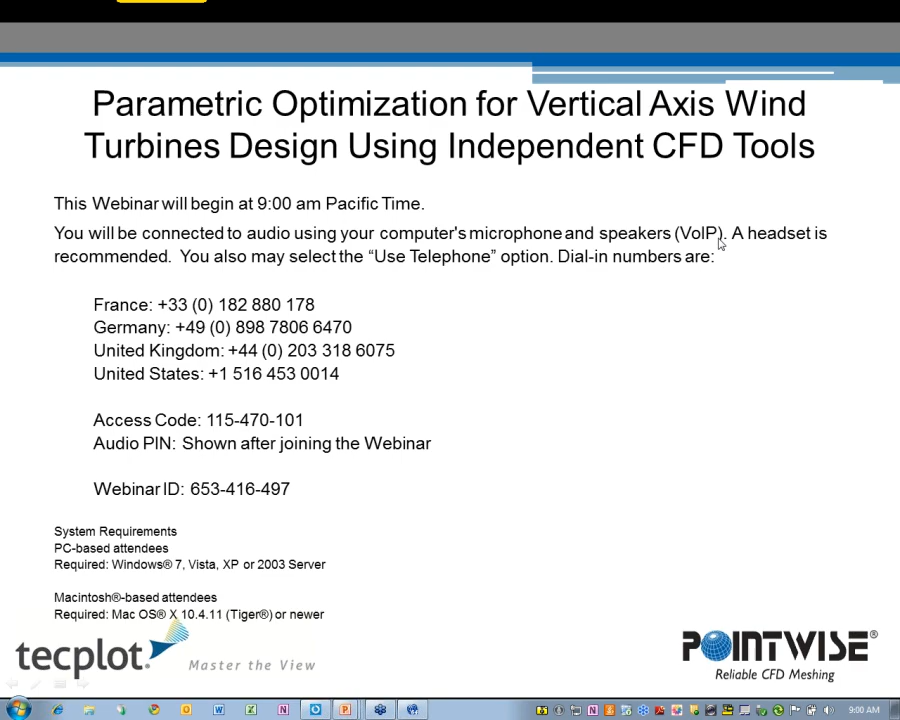 Parametric Optimization for Vertical Axis Wind
Turbines Design Using Independent CFD Tools
This Webinar will begin at 9:00 am Pacific Time.
You will be connected to audio using your computer's microphone and speakers (VoIP). A headset is
recommended. You also may select the “Use Telephone” option. Dial-in numbers are:
France: +33 (0) 182 880 178
Germany: +49 (0) 898 7806 6470
United Kingdom: +44 (0) 203 318 6075
United States: +1 516 453 0014
Access Code: 115-470-101
Audio PIN: Shown after joining the Webinar
Webinar ID: 653-416-497
System Requirements
PC-based attendees
Required: Windows® 7, Vista, XP or 2003 Server
Macintosh®-based attendees
Required: Mac OS® X 10.4.11 (Tiger®) or newer
tecplot. Master the View
POINTWISE®
Reliable CFD Meshing
9:00 AM